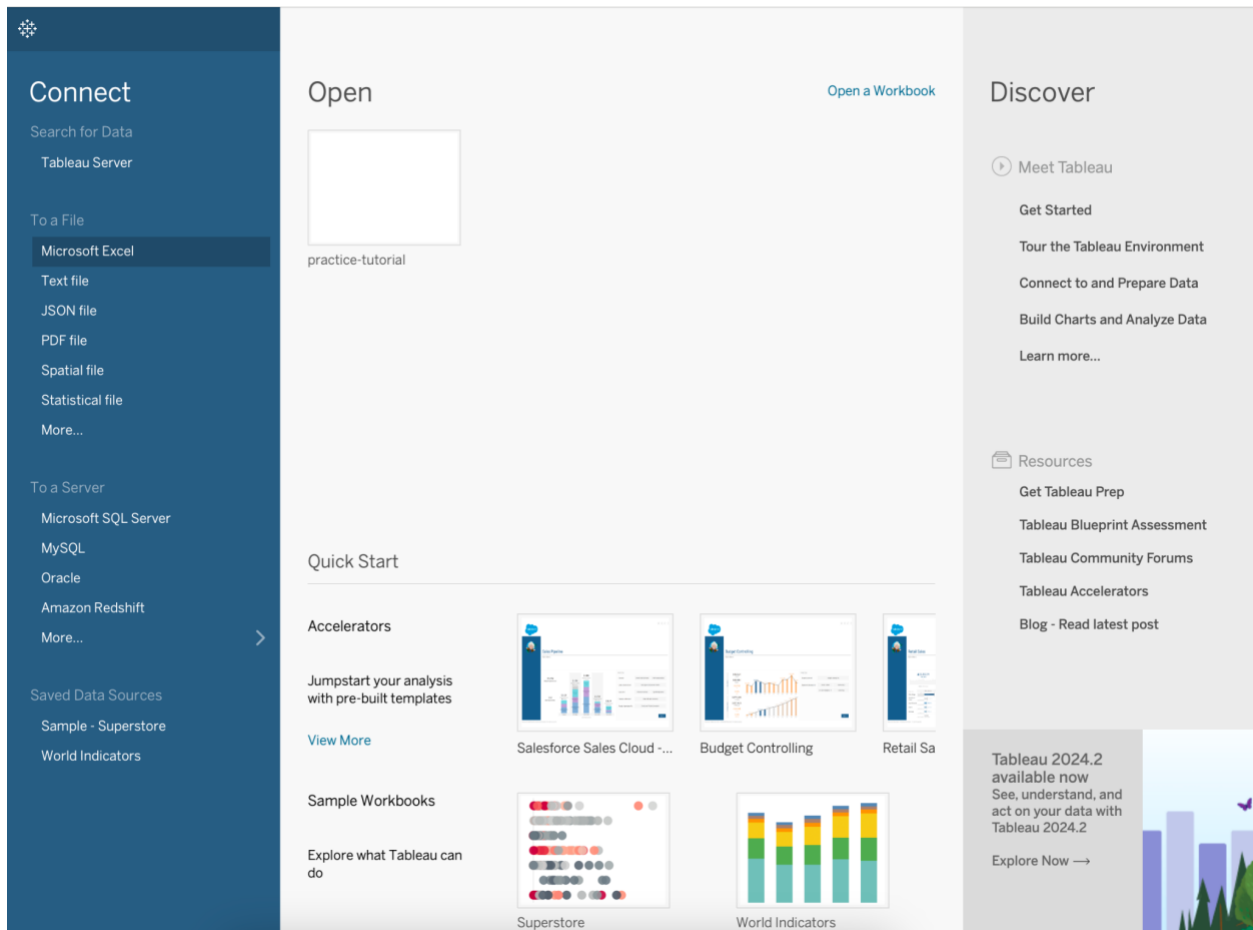 Connect
Search for Data
Tableau Server
To a File
Microsoft Excel
Text file
JSON file
PDF file
Spatial file
Statistical file
More...
To a Server
Microsoft SQL Server
MySQL
Oracle
Amazon Redshift
More...
Saved Data Sources
Sample - Superstore
World Indicators
Open
Open a Workbook
practice-tutorial
Quick Start
Accelerators
Jumpstart your analysis
with pre-built templates
View More
Salesforce Sales Cloud -...
Budget Controlling
Retail Sa
Sample Workbooks
Explore what Tableau can
do
Superstore
World Indicators
Discover
Meet Tableau
Get Started
Tour the Tableau Environment
Connect to and Prepare Data
Build Charts and Analyze Data
Learn more...
Resources
Get Tableau Prep
Tableau Blueprint Assessment
Tableau Community Forums
Tableau Accelerators
Blog - Read latest post
Tableau 2024.2
available now
See, understand, and
act on your data with
Tableau 2024.2
Explore Now →